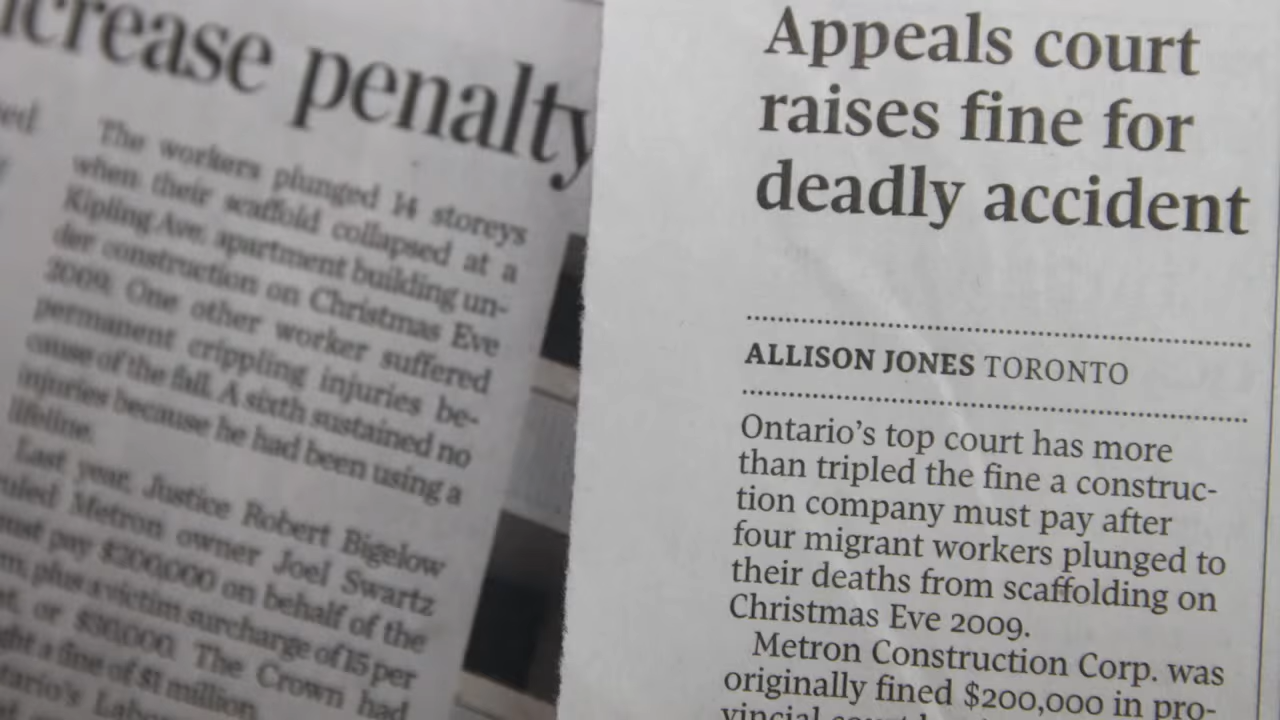 crease penalty
The workers plunged 14 storeys
when their scaffold collapsed at a
Kipling Ave. apartment building un-
der construction on Christmas Eve
2009. One other worker suffered
permanent crippling injuries be-
cause of the fall. A sixth sustained no
injuries because he had been using a
lifeline.
Last year, Justice Robert Bigelow
ruled Metron owner Joel Swartz
must pay $200,000 on behalf of the
plus a victim surcharge of 15 per
or $30,000. The Crown had
a fine of $1 million.
Appeals court
raises fine for
deadly accident
ALLISON JONES TORONTO
Ontario's top court has more
than tripled the fine a construc-
tion company must pay after
four migrant workers plunged to
their deaths from scaffolding on
Christmas Eve 2009.
Metron Construction Corp. was
originally fined $200,000 in pro-
vincial court